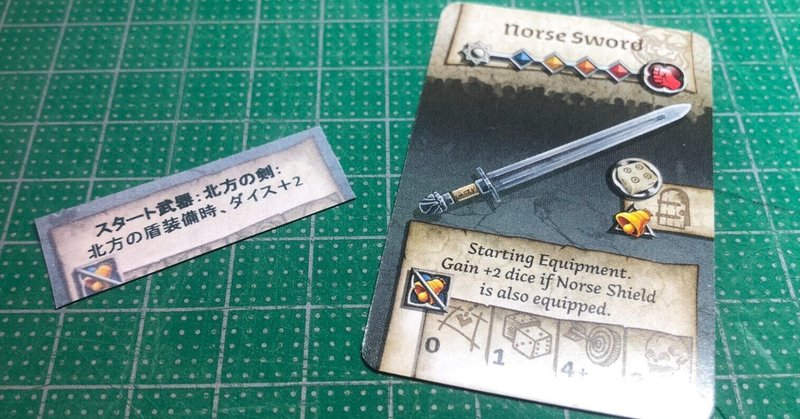 スタート武器:北方の剣:
北方の盾装備時、ダイス+2
Norse Sword
Starting Equipment.
Gain +2 dice if Norse Shield
is also equipped.
0 1 4+